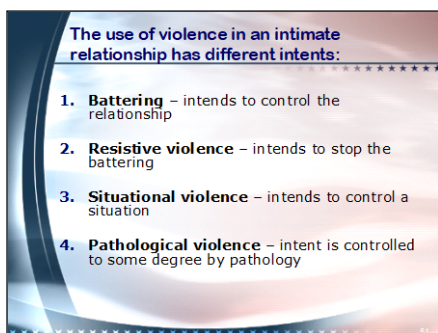 The use of violence in an intimate
relationship has different intents:
1. Battering – intends to control the
relationship
2. Resistive violence – intends to stop the
battering
3. Situational violence – intends to control a
situation
4. Pathological violence – intent is controlled
to some degree by pathology